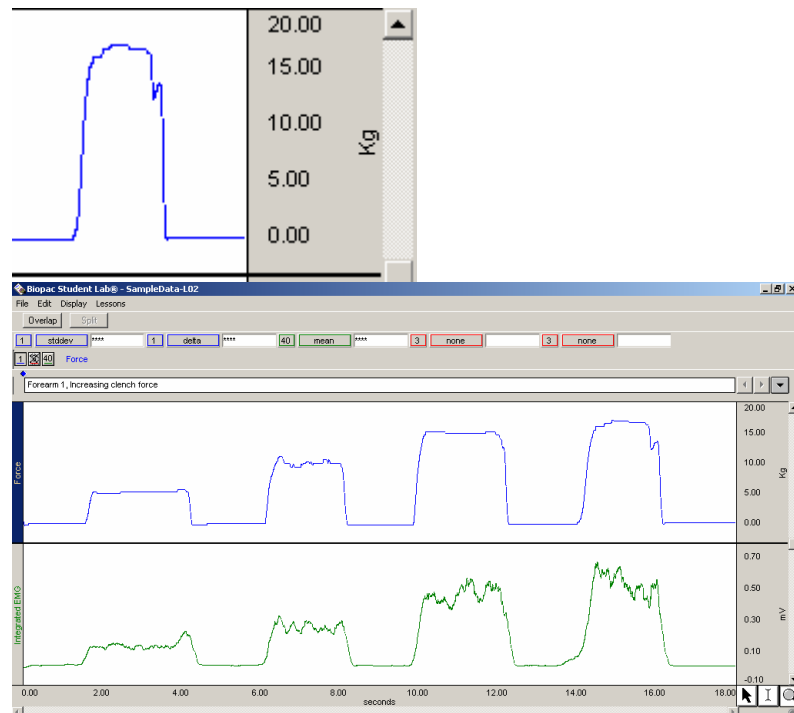 20.00
15.00
10.00
5.00
0.00
Kg
Biopac Student Lab® - SampleData-L02
File Edit Display Lessons
Overlap Split
1 stddev **** 1 delta **** 40 mean **** 3 none 3 none
1 40 Force
Forearm 1, Increasing clench force
Force
20.00
15.00
10.00
5.00
0.00
Kg
Integrated EMG
0.70
0.50
0.30
0.10
-0.10
mV
0.00 2.00 4.00 6.00 8.00 10.00 12.00 14.00 16.00 18.00
seconds